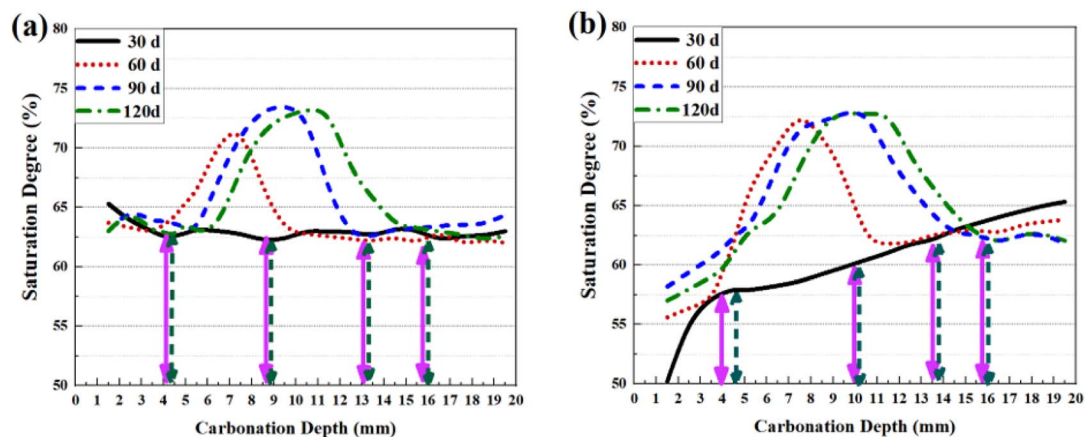 (a)
80
75
70
65
60
55
50
Saturation Degree (%)
30 d
60 d
90 d
120d
0 1 2 3 4 5 6 7 8 9 10 11 12 13 14 15 16 17 18 19 20
Carbonation Depth (mm)
(b)
80
75
70
65
60
55
50
Saturation Degree (%)
30 d
60 d
90 d
120d
0 1 2 3 4 5 6 7 8 9 10 11 12 13 14 15 16 17 18 19 20
Carbonation Depth (mm)